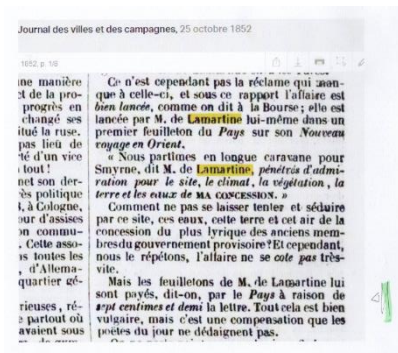 Journal des villes et des campagnes, 25 octobre 1852
1852, p. 1/8
ne manière
et de la pro-
progrès en
changé ses
itué la ruse.
pas lieu de
té d'un vice
tout !
net son der-
ès politique
, à Cologne,
our d'assises
on commu-
. Cette asso-
s toutes les
, d'Allema-
quartier gé-
rieuses, ré-
e partout où
avaient sous
Ce n'est cependant pas la réclame qui man-
que à celle-ci, et sous ce rapport l'affaire est
bien lancée, comme on dit à la Bourse; elle est
lancée par M. de Lamartine lui-même dans un
premier feuilleton du Pays sur son Nouveau
voyage en Orient.
« Nous partîmes en longue caravane pour
Smyrne, dit M. de Lamartine, pénétrés d'admi-
ration pour le site, le climat, la végétation, la
terre et les eaux de MA CONCESSION. »
Comment ne pas se laisser tenter et séduire
par ce site, ces eaux, cette terre et cet air de la
concession du plus lyrique des anciens mem-
bres du gouvernement provisoire? Et cependant,
nous le répétons, l'affaire ne se cote pas très-
vite.
Mais les feuilletons de M. de Lamartine lui
sont payés, dit-on, par le Pays à raison de
sept centimes et demi la lettre. Tout cela est bien
vulgaire, mais c'est une compensation que les
poètes du jour ne dédaignent pas.